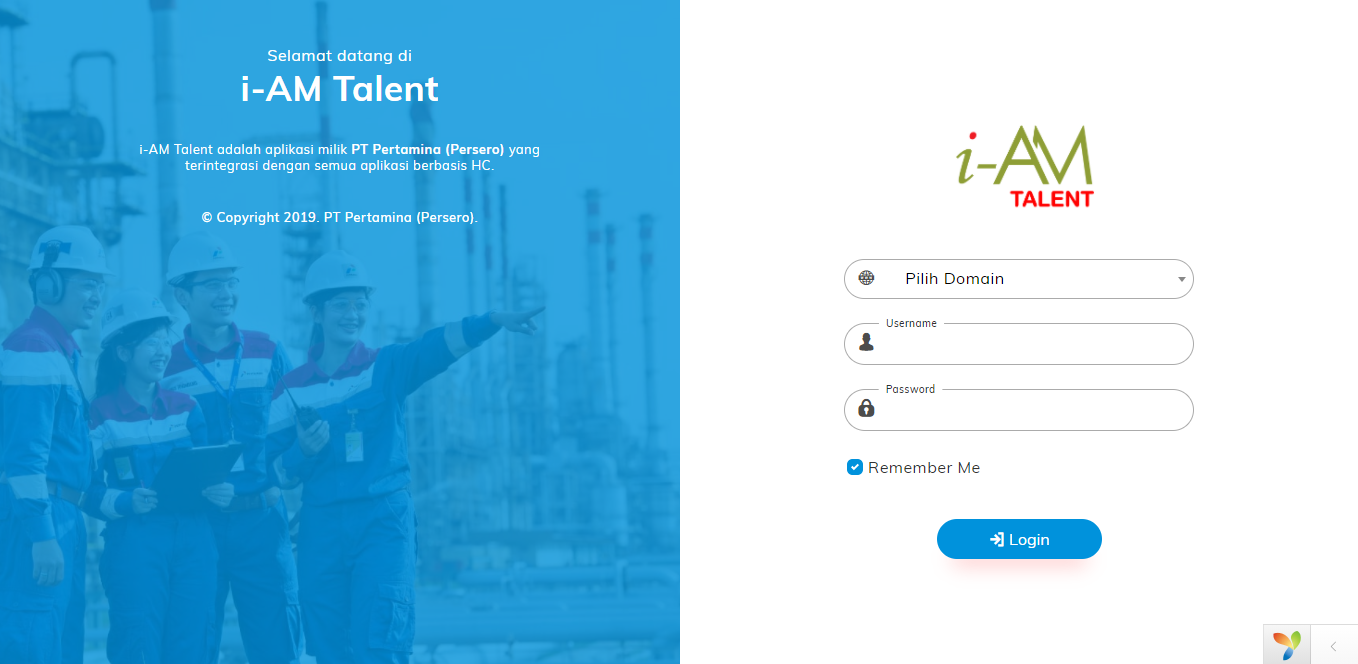 Selamat datang di
i-AM Talent
i-AM Talent adalah aplikasi milik PT Pertamina (Persero) yang
terintegrasi dengan semua aplikasi berbasis HC.
© Copyright 2019. PT Pertamina (Persero).
i-AM
TALENT
Pilih Domain
Username
Password
Remember Me
Login